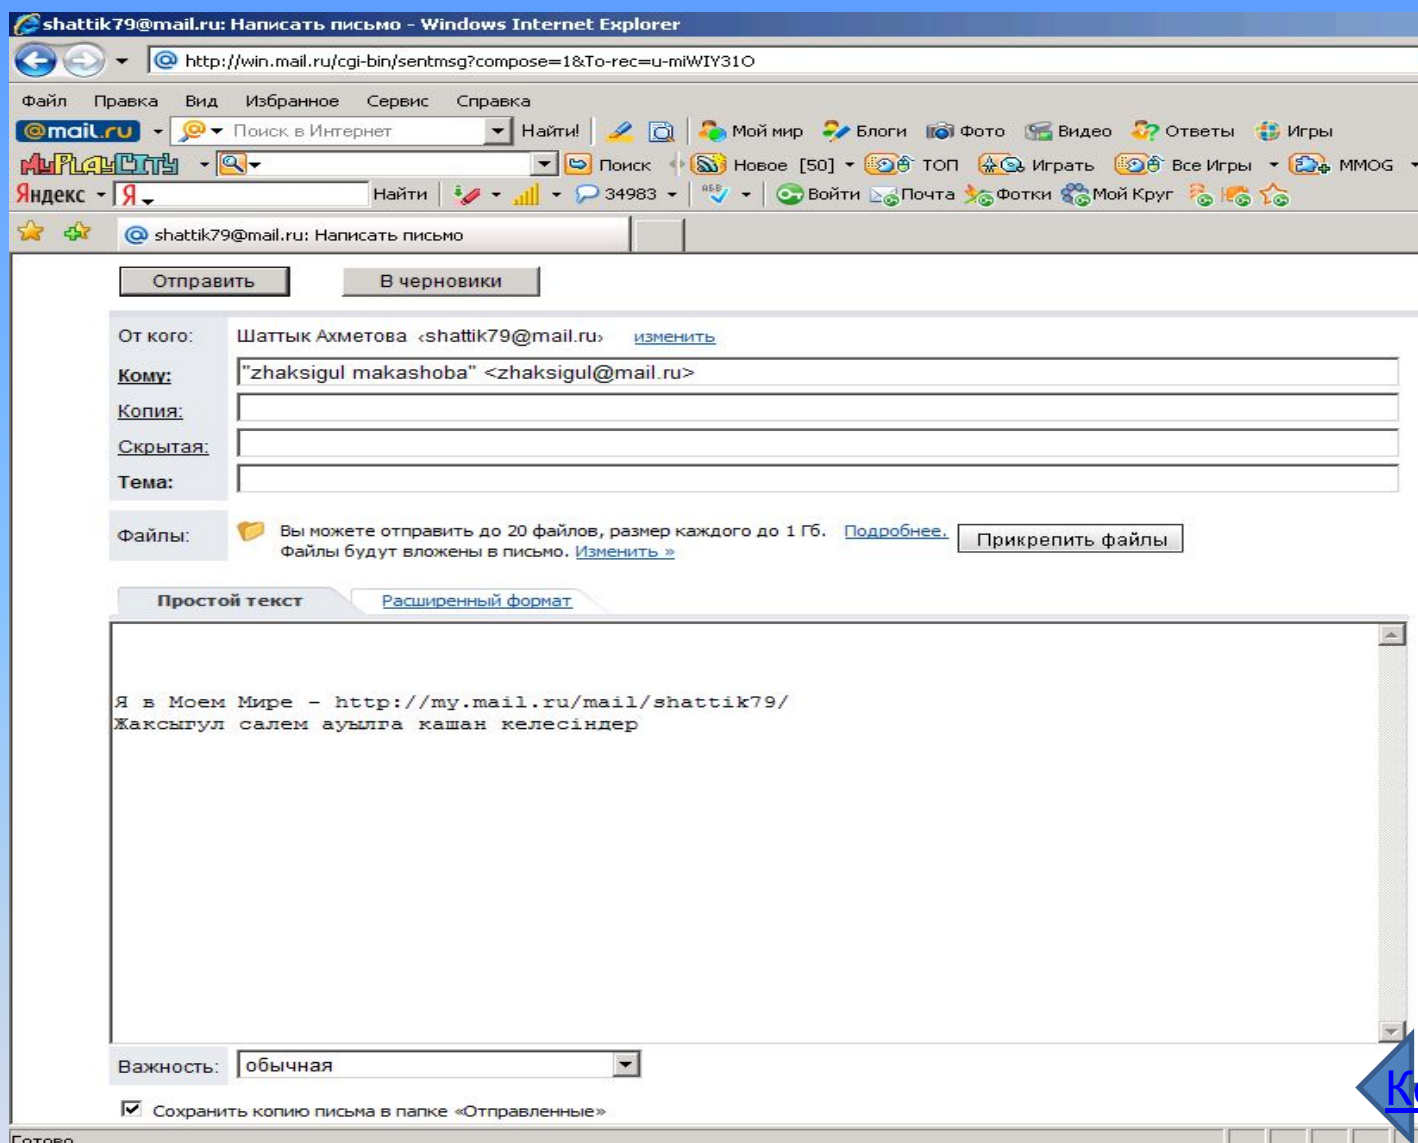 shattik79@mail.ru: Написать письмо - Windows Internet Explorer
http://win.mail.ru/cgi-bin/sentmsg?compose=1&To-rec=u-miWIY31O
Файл Правка Вид Избранное Сервис Справка
@mail.ru Поиск в Интернет Найти! Мой мир Блоги Фото Видео Ответы Игры
MyPlayCity Поиск Новое [50] ТОП Играть Все Игры MMOG
Яндекс Я Найти 34983 Войти Почта Фотки Мой Круг
shattik79@mail.ru: Написать письмо
Отправить В черновики
От кого: Шаттык Ахметова <shattik79@mail.ru> изменить
Кому: "zhaksigul makashoba" <zhaksigul@mail.ru>
Копия:
Скрытая:
Тема:
Файлы: Вы можете отправить до 20 файлов, размер каждого до 1 Гб. Подробнее. Прикрепить файлы
Файлы будут вложены в письмо. Изменить »
Простой текст Расширенный формат
Я в Моем Мире - http://my.mail.ru/mail/shattik79/
Жаксыгул салем ауылга кашан келесіндер
Важность: обычная
Сохранить копию письма в папке «Отправленные»
Готово